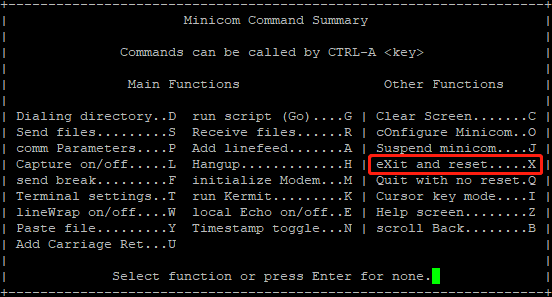 Minicom Command Summary
Commands can be called by CTRL-A <key>
Main Functions Other Functions
Dialing directory..D run script (Go)....G | Clear Screen.......C
Send files.........S Receive files......R | cOnfigure Minicom..O
comm Parameters....P Add linefeed.......A | Suspend minicom....J
Capture on/off.....L Hangup.............H | eXit and reset.....X
send break.........F initialize Modem...M | Quit with no reset.Q
Terminal settings..T run Kermit.........K | Cursor key mode....I
lineWrap on/off....W local Echo on/off..E | Help screen........Z
Paste file.........Y Timestamp toggle...N | scroll Back........B
Add Carriage Ret...U
Select function or press Enter for none.